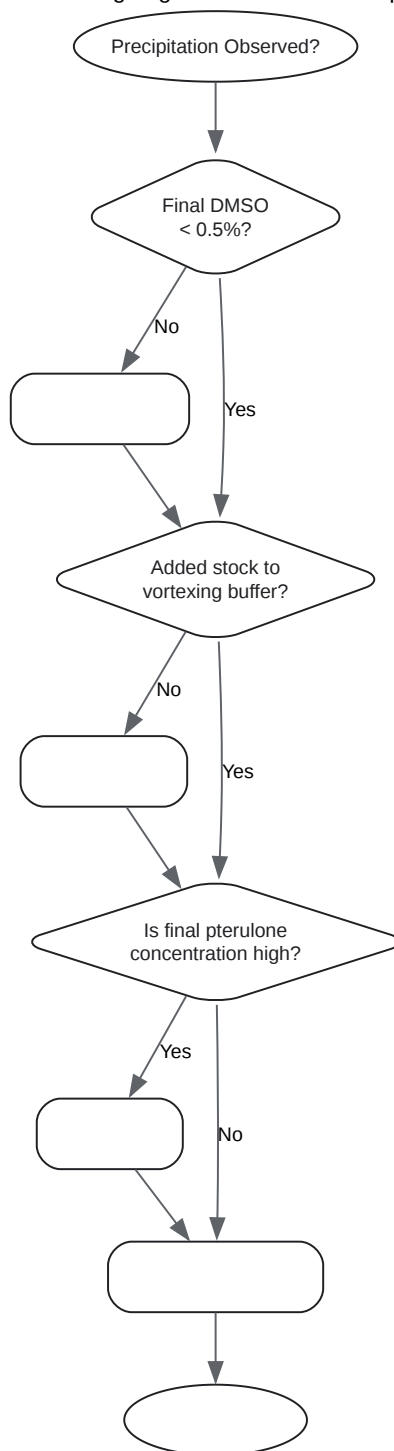 Precipitation Observed?
Final DMSO
< 0.5%?
No
Yes
Added stock to
vortexing buffer?
No
Yes
Is final pterulone
concentration high?
Yes
No